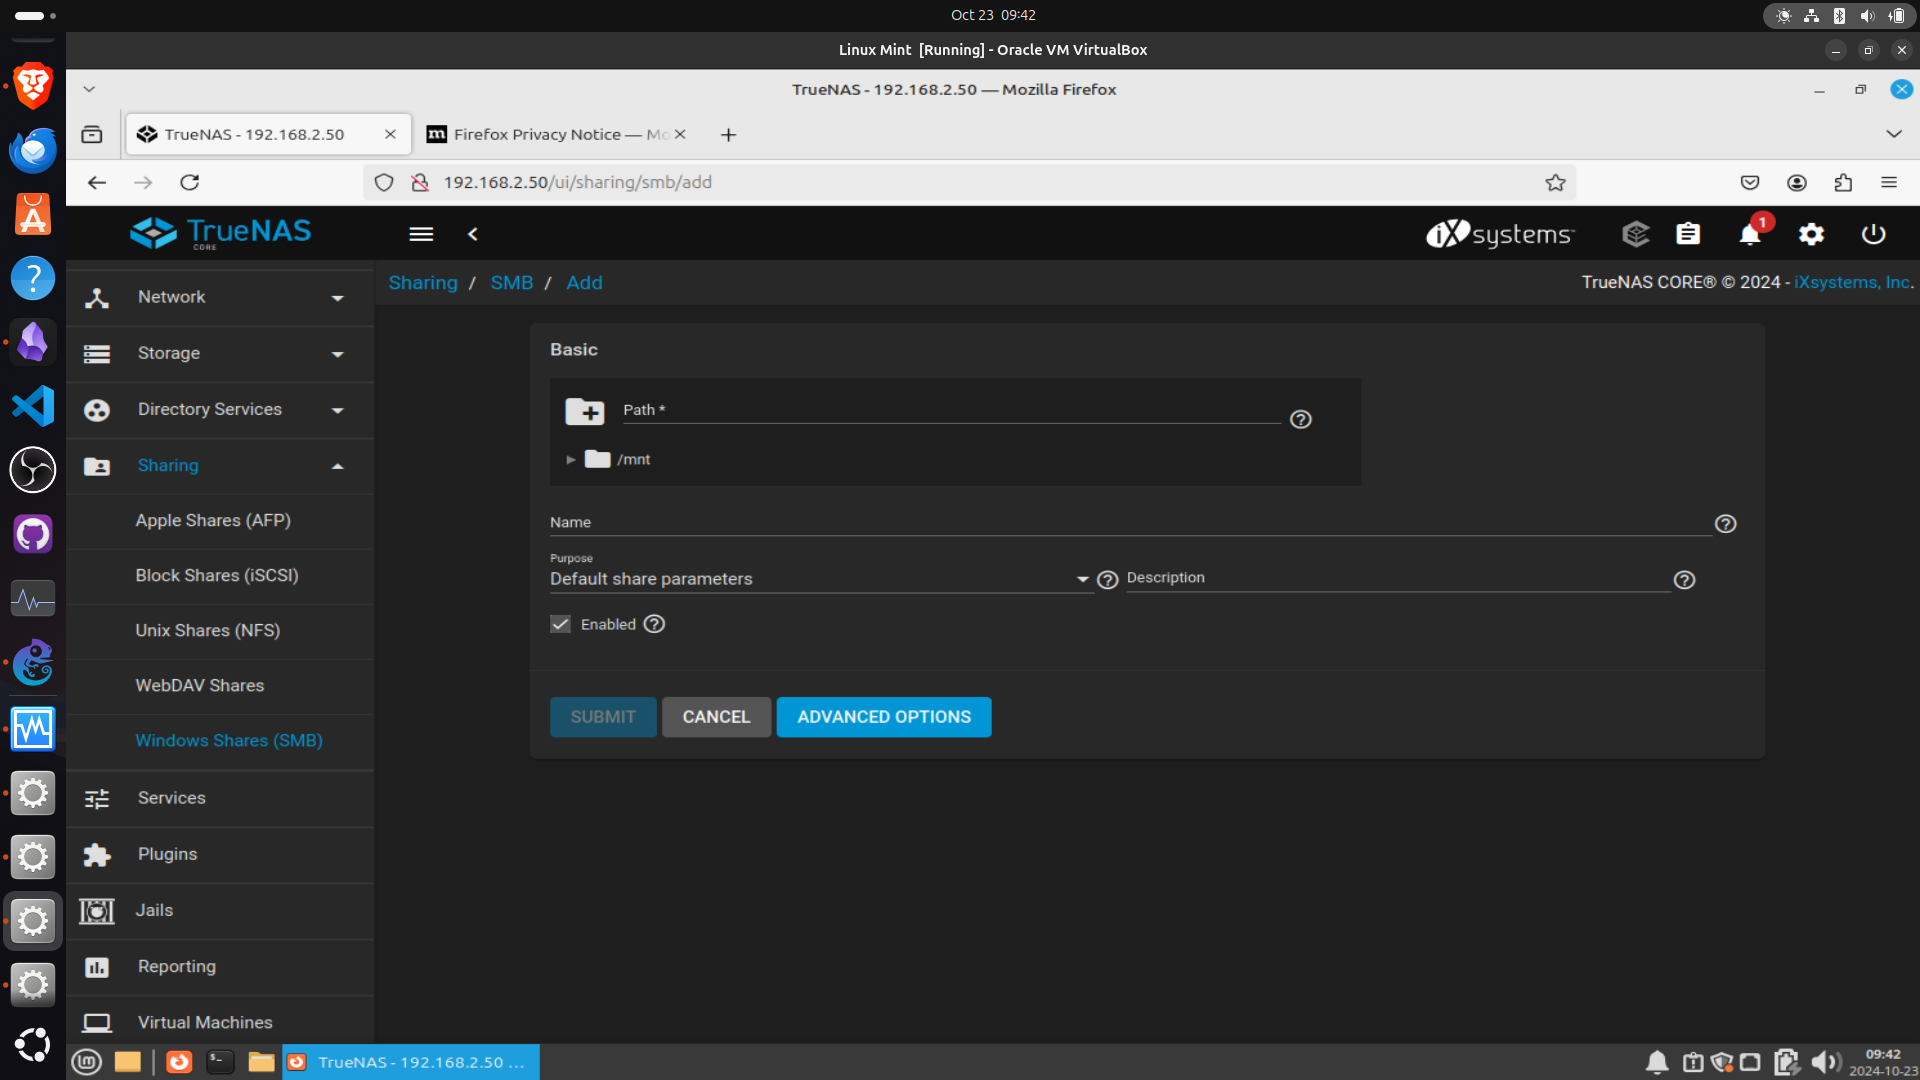 Oct 23 09:42
Linux Mint [Running] - Oracle VM VirtualBox
TrueNAS - 192.168.2.50 — Mozilla Firefox
TrueNAS - 192.168.2.50
Firefox Privacy Notice — Mo
192.168.2.50/ui/sharing/smb/add
TrueNAS
CORE
iXsystems
1
Network
Storage
Directory Services
Sharing
Apple Shares (AFP)
Block Shares (iSCSI)
Unix Shares (NFS)
WebDAV Shares
Windows Shares (SMB)
Services
Plugins
Jails
Reporting
Virtual Machines
Sharing / SMB / Add
TrueNAS CORE® © 2024 - iXsystems, Inc.
Basic
Path *
/mnt
Name
Purpose
Default share parameters
Description
Enabled
SUBMIT
CANCEL
ADVANCED OPTIONS
TrueNAS - 192.168.2.50 ...
09:42
2024-10-23